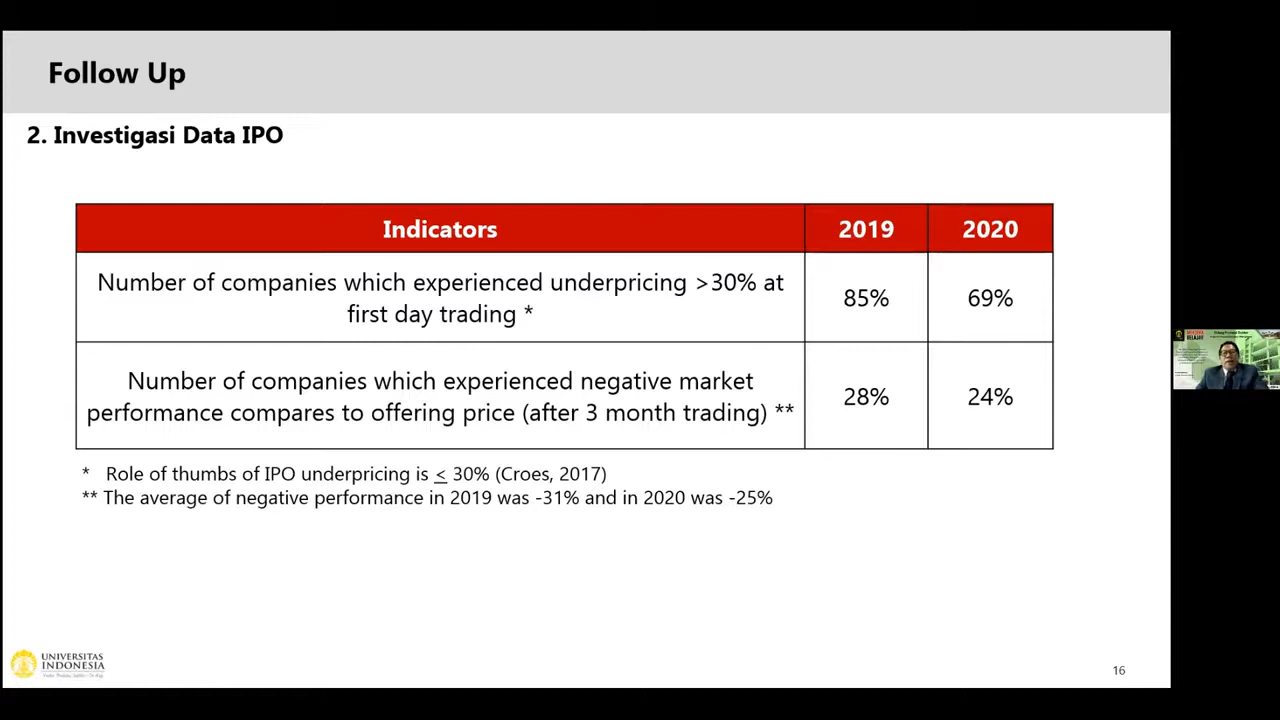 Follow Up
2. Investigasi Data IPO
Indicators 2019 2020
Number of companies which experienced underpricing >30% at
first day trading *
85% 69%
Number of companies which experienced negative market
performance compares to offering price (after 3 month trading) **
28% 24%
* Role of thumbs of IPO underpricing is < 30% (Croes, 2017)
** The average of negative performance in 2019 was -31% and in 2020 was -25%
UNIVERSITAS
INDONESIA
16